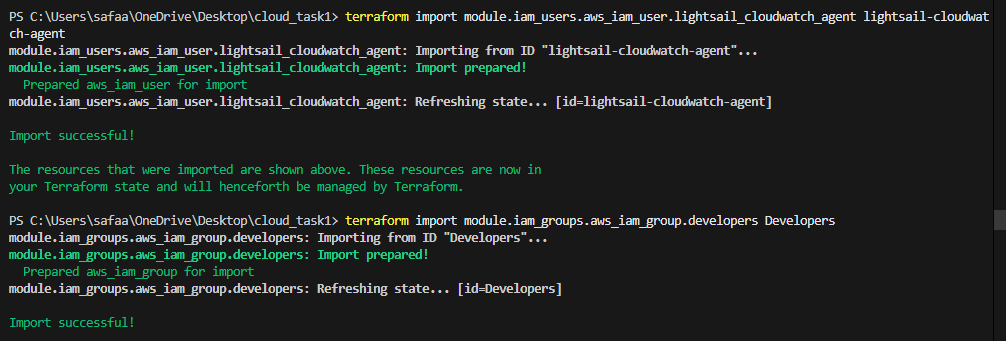 PS C:\Users\safaa\OneDrive\Desktop\cloud_task1> terraform import module.iam_users.aws_iam_user.lightsail_cloudwatch_agent lightsail-cloudwat
ch-agent
module.iam_users.aws_iam_user.lightsail_cloudwatch_agent: Importing from ID "lightsail-cloudwatch-agent"...
module.iam_users.aws_iam_user.lightsail_cloudwatch_agent: Import prepared!
  Prepared aws_iam_user for import
module.iam_users.aws_iam_user.lightsail_cloudwatch_agent: Refreshing state... [id=lightsail-cloudwatch-agent]
Import successful!
The resources that were imported are shown above. These resources are now in
your Terraform state and will henceforth be managed by Terraform.
PS C:\Users\safaa\OneDrive\Desktop\cloud_task1> terraform import module.iam_groups.aws_iam_group.developers Developers
module.iam_groups.aws_iam_group.developers: Importing from ID "Developers"...
module.iam_groups.aws_iam_group.developers: Import prepared!
  Prepared aws_iam_group for import
module.iam_groups.aws_iam_group.developers: Refreshing state... [id=Developers]
Import successful!